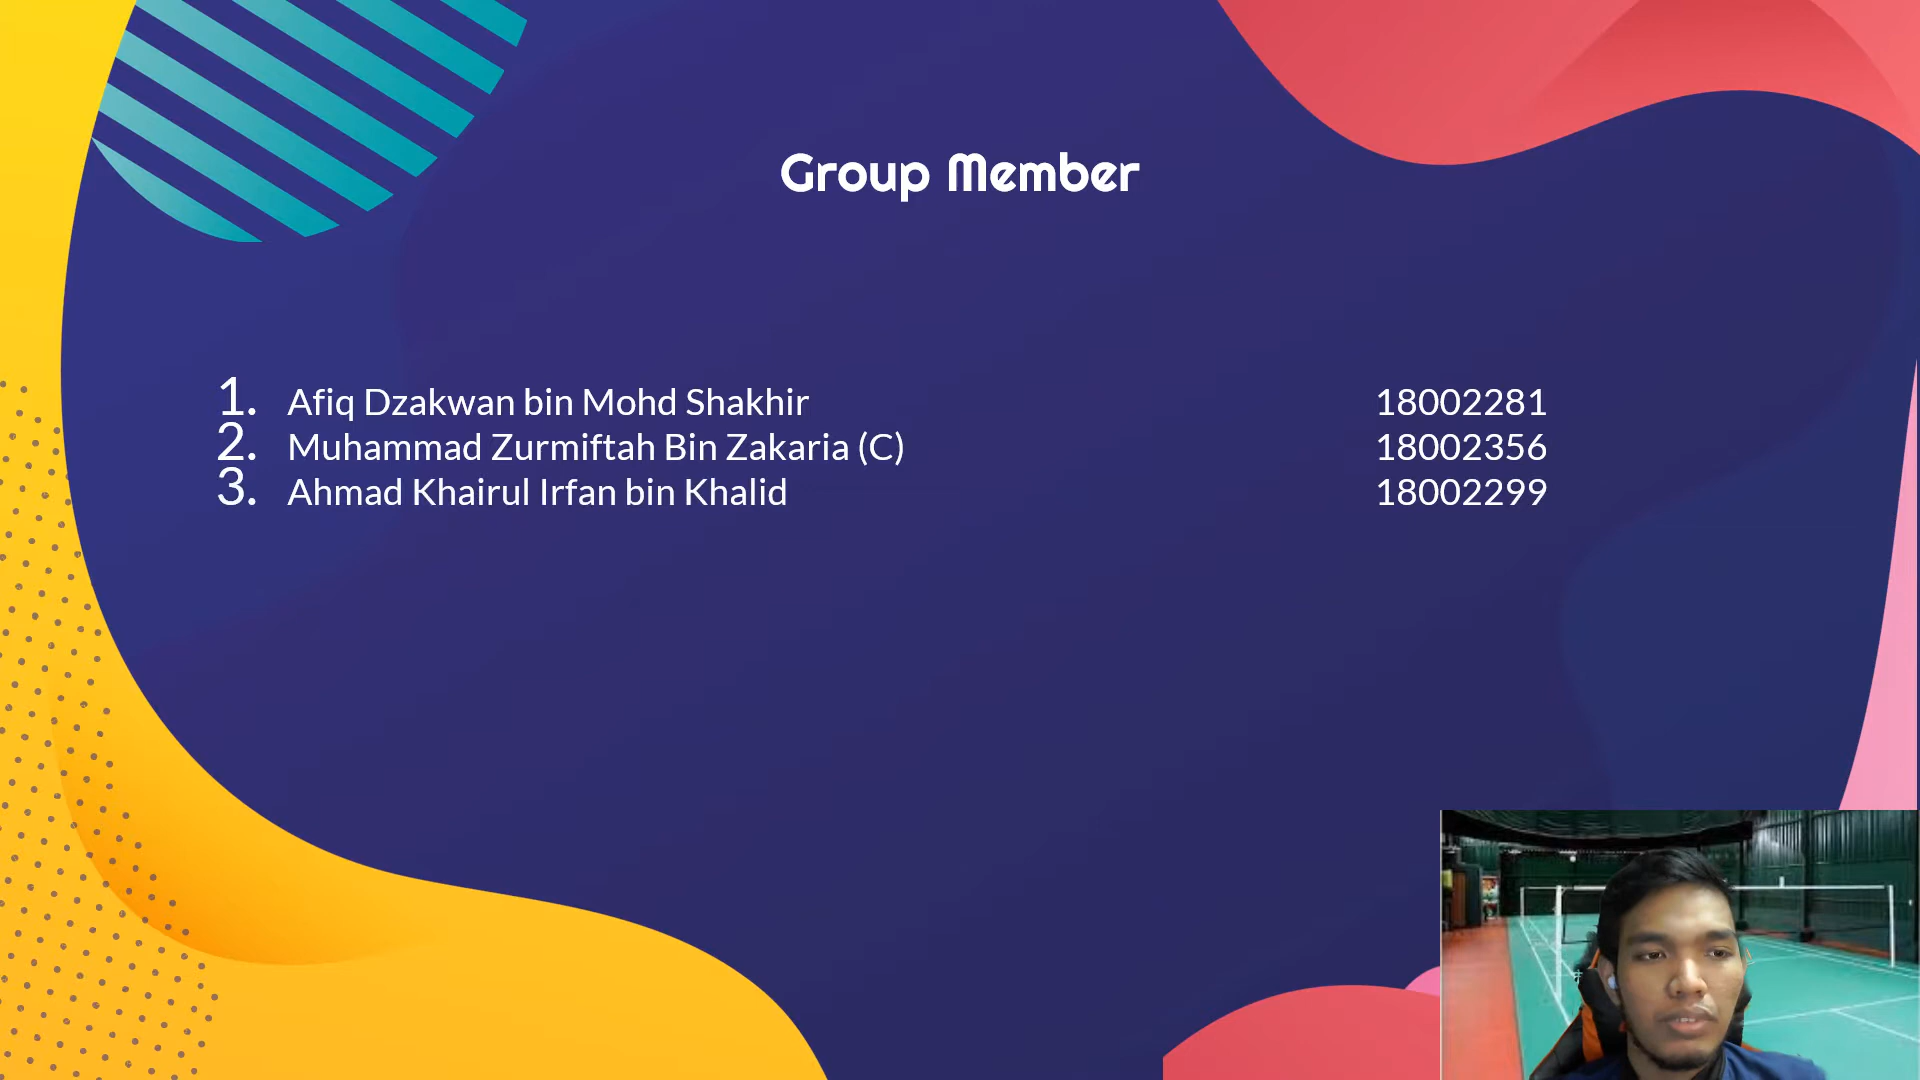 Group Member
1. Afiq Dzakwan bin Mohd Shakhir 18002281
2. Muhammad Zurmiftah Bin Zakaria (C) 18002356
3. Ahmad Khairul Irfan bin Khalid 18002299